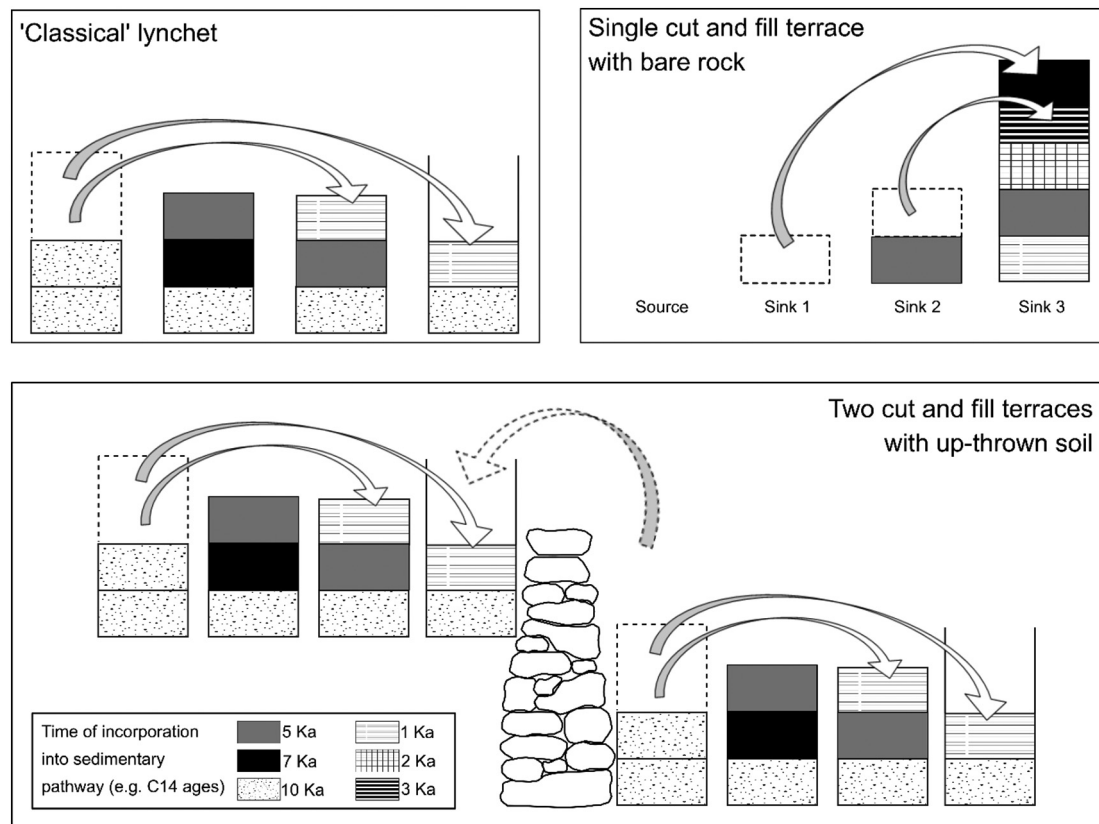 'Classical' lynchet
Single cut and fill terrace
with bare rock
Source
Sink 1
Sink 2
Sink 3
Two cut and fill terraces
with up-thrown soil
Time of incorporation
into sedimentary
pathway (e.g. C14 ages)
5 Ka
7 Ka
10 Ka
1 Ka
2 Ka
3 Ka